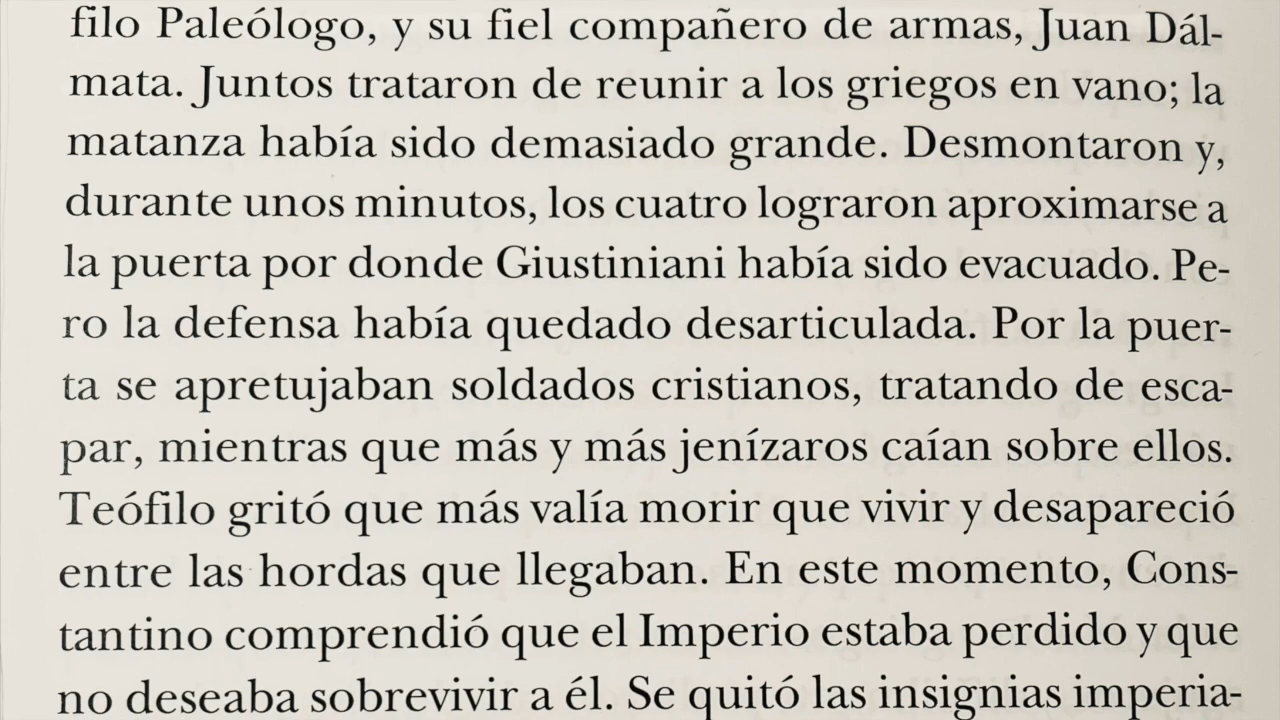 filo Paleólogo, y su fiel compañero de armas, Juan Dál-
mata. Juntos trataron de reunir a los griegos en vano; la
matanza había sido demasiado grande. Desmontaron y,
durante unos minutos, los cuatro lograron aproximarse a
la puerta por donde Giustiniani había sido evacuado. Pe-
ro la defensa había quedado desarticulada. Por la puer-
ta se apretujaban soldados cristianos, tratando de esca-
par, mientras que más y más jenízaros caían sobre ellos.
Teófilo gritó que más valía morir que vivir y desapareció
entre las hordas que llegaban. En este momento, Cons-
tantino comprendió que el Imperio estaba perdido y que
no deseaba sobrevivir a él. Se quitó las insignias imperia-